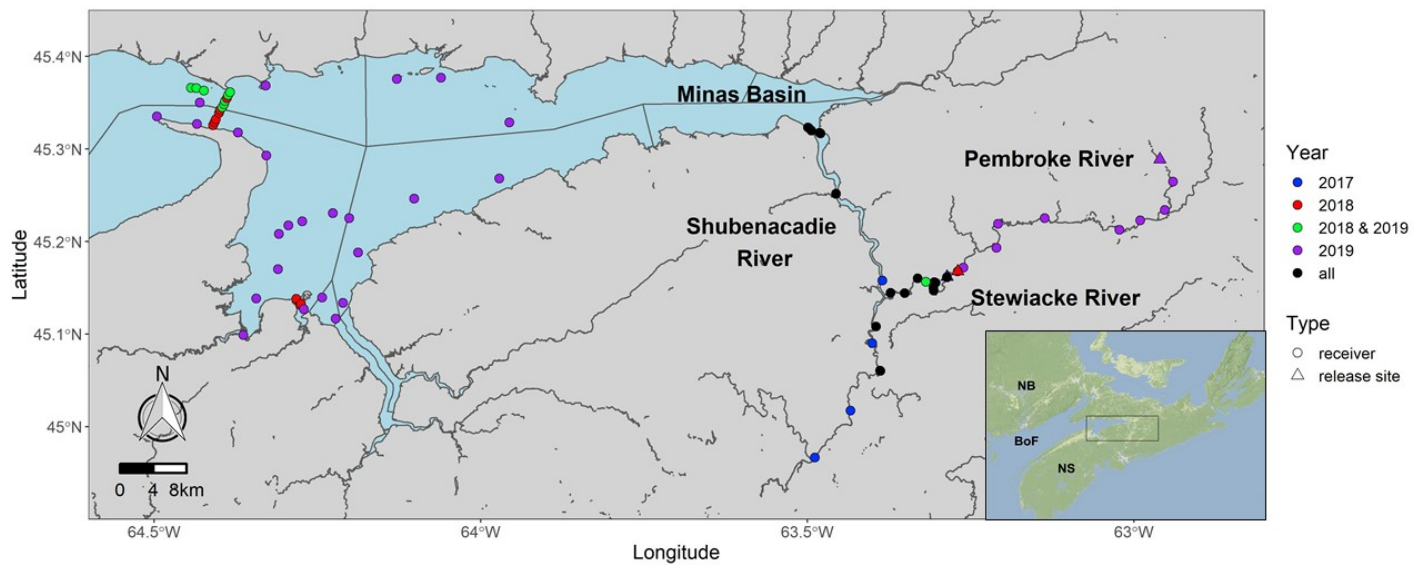 45.4°N
45.3°N
45.2°N
45.1°N
45°N
Latitude
Minas Basin
Pembroke River
Shubenacadie
River
Stewiacke River
N
0 4 8km
NB
BoF
NS
64.5°W
64°W
63.5°W
63°W
Longitude
Year
2017
2018
2018 & 2019
2019
all
Type
receiver
release site